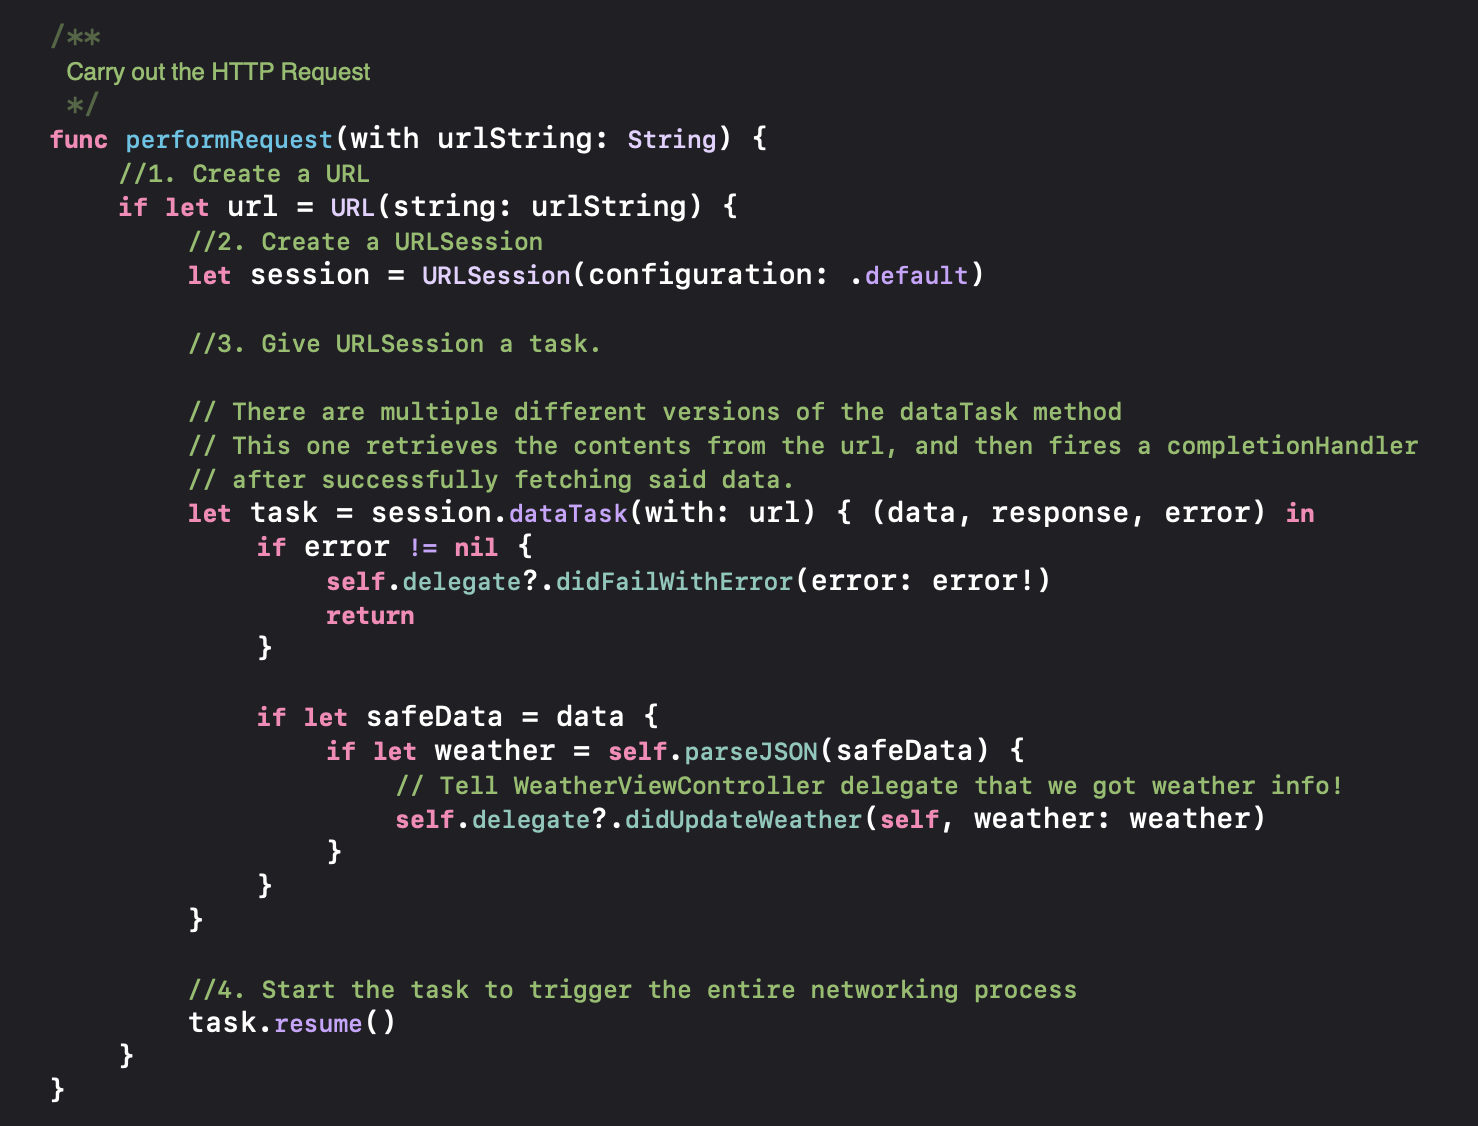 /**
Carry out the HTTP Request
*/
func performRequest(with urlString: String) {
//1. Create a URL
if let url = URL(string: urlString) {
//2. Create a URLSession
let session = URLSession(configuration: .default)
//3. Give URLSession a task.
// There are multiple different versions of the dataTask method
// This one retrieves the contents from the url, and then fires a completionHandler
// after successfully fetching said data.
let task = session.dataTask(with: url) { (data, response, error) in
if error != nil {
self.delegate?.didFailWithError(error: error!)
return
}
if let safeData = data {
if let weather = self.parseJSON(safeData) {
// Tell WeatherViewController delegate that we got weather info!
self.delegate?.didUpdateWeather(self, weather: weather)
}
}
}
//4. Start the task to trigger the entire networking process
task.resume()
}
}